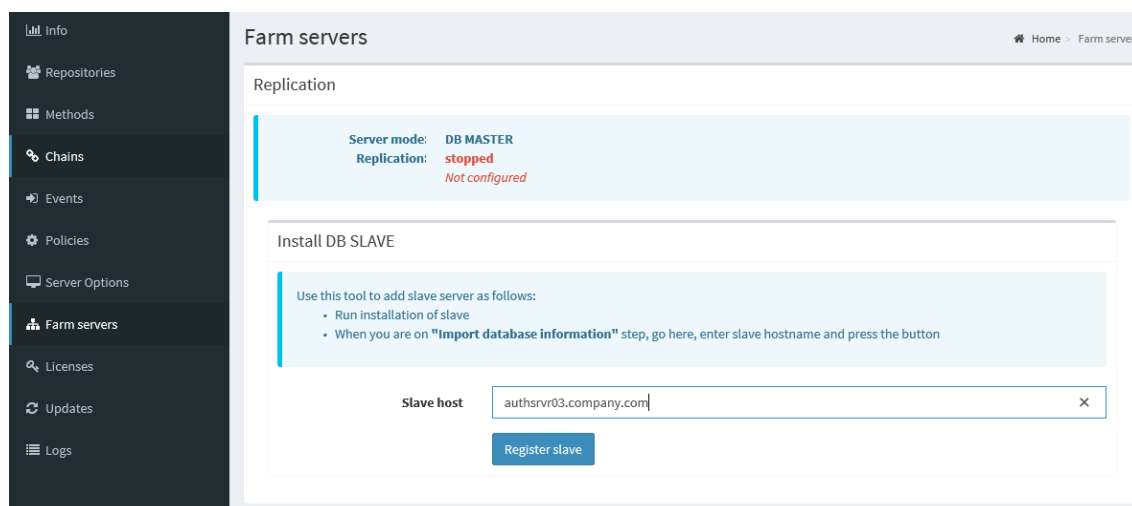 Info
Repositories
Methods
Chains
Events
Policies
Server Options
Farm servers
Licenses
Updates
Logs
Farm servers
Home > Farm server
Replication
Server mode: DB MASTER
Replication: stopped
Not configured
Install DB SLAVE
Use this tool to add slave server as follows:
• Run installation of slave
• When you are on "Import database information" step, go here, enter slave hostname and press the button
Slave host authsrvr03.company.com ×
Register slave